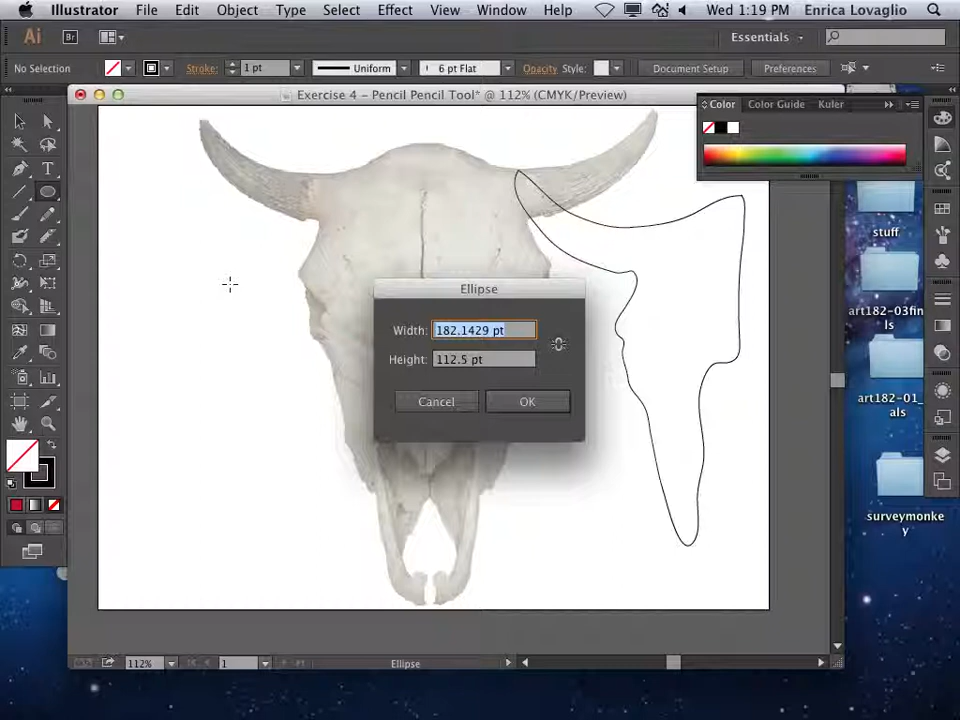 Illustrator File Edit Object Type Select Effect View Window Help Wed 1:19 PM Enrica Lovaglio
Ai Br Essentials
No Selection Stroke: 1 pt Uniform 6 pt Flat Opacity Style: Document Setup Preferences
Exercise 4 - Pencil Pencil Tool* @ 112% (CMYK/Preview)
Color Color Guide Kuler
T
stuff
Ellipse
Width: 182.1429 pt
Height: 112.5 pt
Cancel OK
art182-03fin
ls
art182-01_
als
surveymonke
y
112% 1 Ellipse